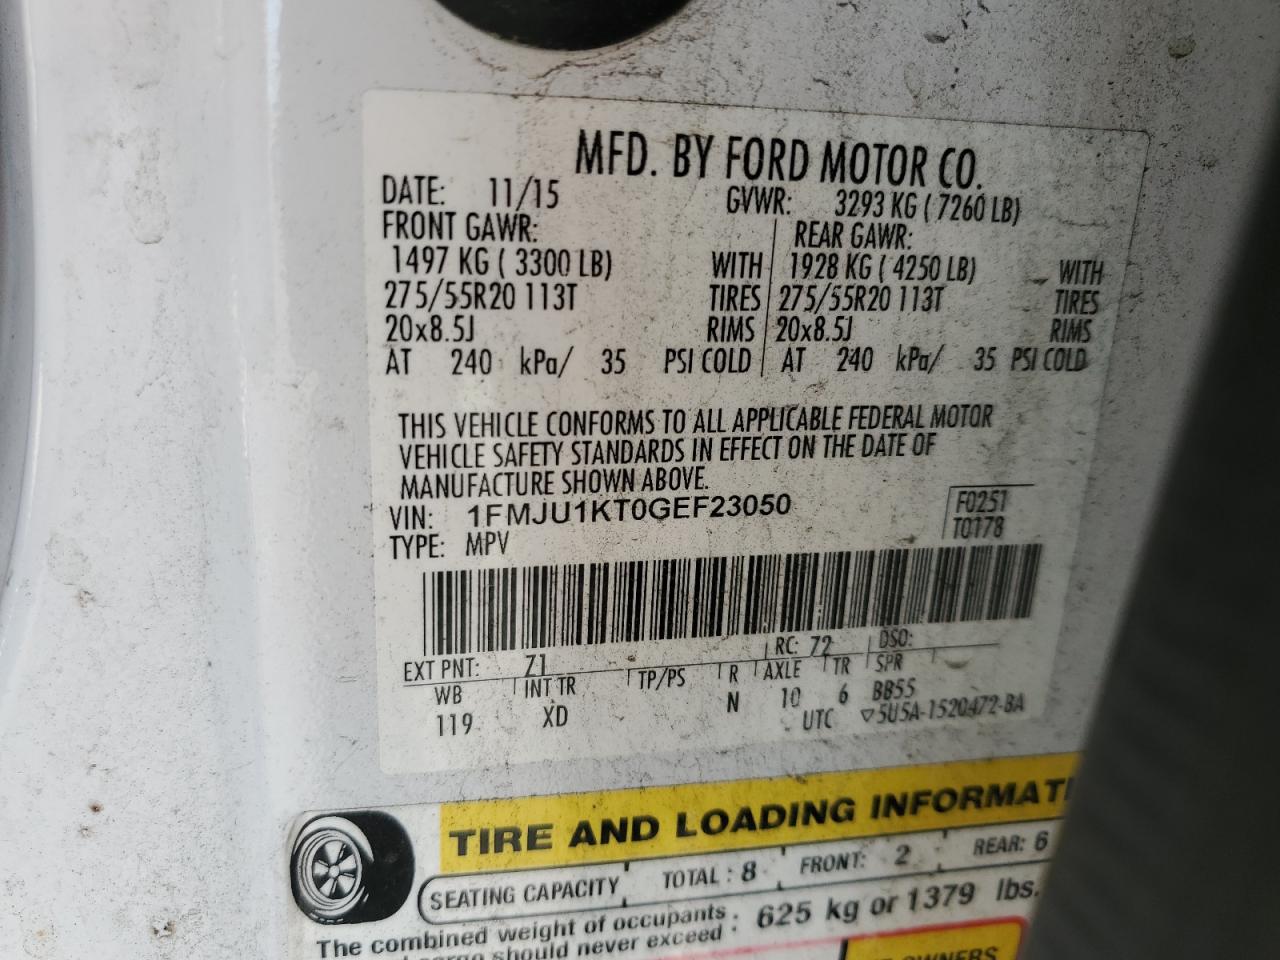 MFD. BY FORD MOTOR CO.
DATE: 11/15 GVWR: 3293 KG ( 7260 LB)
FRONT GAWR: REAR GAWR:
1497 KG ( 3300 LB) WITH 1928 KG ( 4250 LB) WITH
275/55R20 113T TIRES 275/55R20 113T TIRES
20x8.5J RIMS 20x8.5J RIMS
AT 240 kPa/ 35 PSI COLD AT 240 kPa/ 35 PSI COLD
THIS VEHICLE CONFORMS TO ALL APPLICABLE FEDERAL MOTOR
VEHICLE SAFETY STANDARDS IN EFFECT ON THE DATE OF
MANUFACTURE SHOWN ABOVE.
VIN: 1FMJU1KT0GEF23050 F0251
TYPE: MPV T0178
EXT PNT: Z1 RC: 72 DSO:
WB INT TR TP/PS R AXLE TR SPR
119 XD N 10 6 BB55
UTC ▽5U5A-1520472-BA
TIRE AND LOADING INFORMATI
SEATING CAPACITY TOTAL : 8 FRONT: 2 REAR: 6
The combined weight of occupants 625 kg or 1379 lbs.
cargo should never exceed
OWNERS